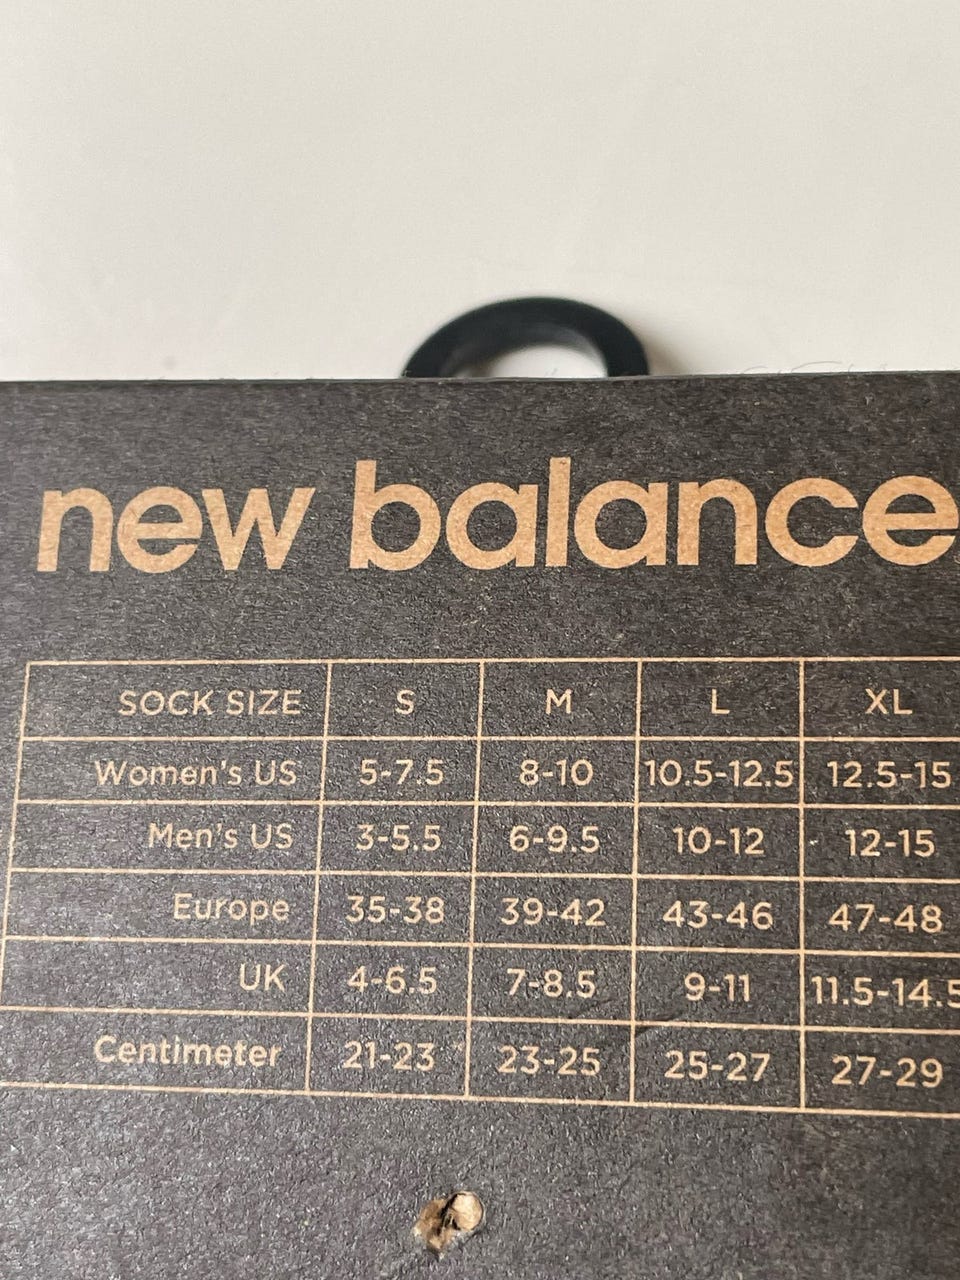 new balance
SOCK SIZE S M L XL
Women's US 5-7.5 8-10 10.5-12.5 12.5-15
Men's US 3-5.5 6-9.5 10-12 12-15
Europe 35-38 39-42 43-46 47-48
UK 4-6.5 7-8.5 9-11 11.5-14.5
Centimeter 21-23 23-25 25-27 27-29